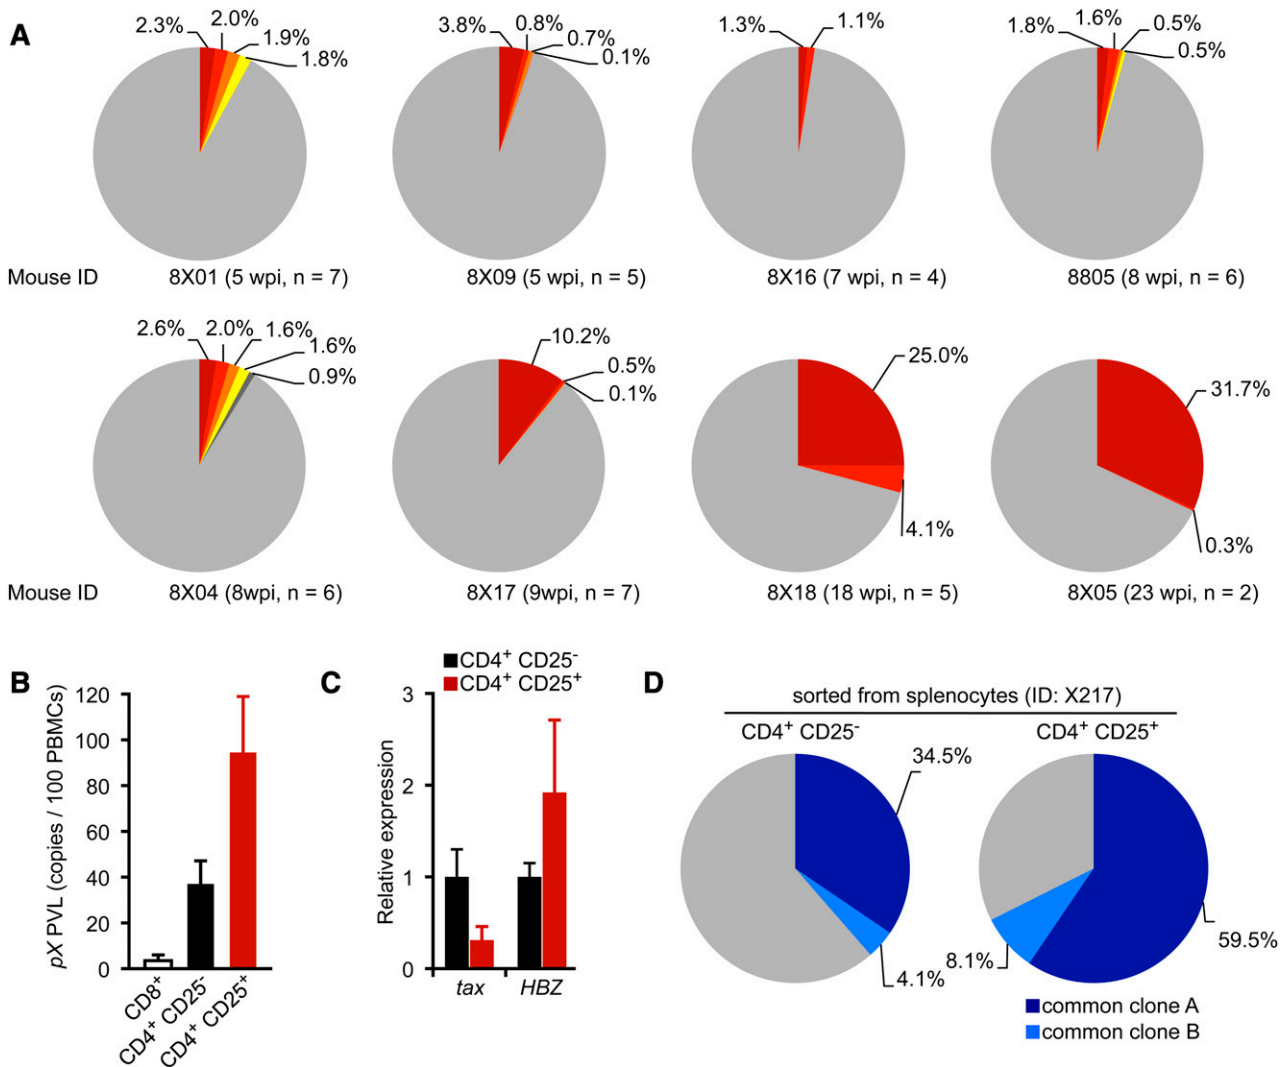 A
2.3%
2.0%
1.9%
1.8%
3.8%
0.8%
0.7%
0.1%
1.3%
1.1%
1.8%
1.6%
0.5%
0.5%
Mouse ID 8X01 (5 wpi, n = 7) 8X09 (5 wpi, n = 5) 8X16 (7 wpi, n = 4) 8805 (8 wpi, n = 6)
2.6%
2.0%
1.6%
1.6%
0.9%
10.2%
0.5%
0.1%
25.0%
4.1%
31.7%
0.3%
Mouse ID 8X04 (8wpi, n = 6) 8X17 (9wpi, n = 7) 8X18 (18 wpi, n = 5) 8X05 (23 wpi, n = 2)
B
pX PVL (copies / 100 PBMCs)
120
100
80
60
40
20
0
CD8+
CD4+ CD25-
CD4+ CD25+
C
CD4+ CD25-
CD4+ CD25+
Relative expression
3
2
1
0
tax HBZ
D
sorted from splenocytes (ID: X217)
CD4+ CD25- CD4+ CD25+
34.5%
4.1%
59.5%
8.1%
common clone A
common clone B